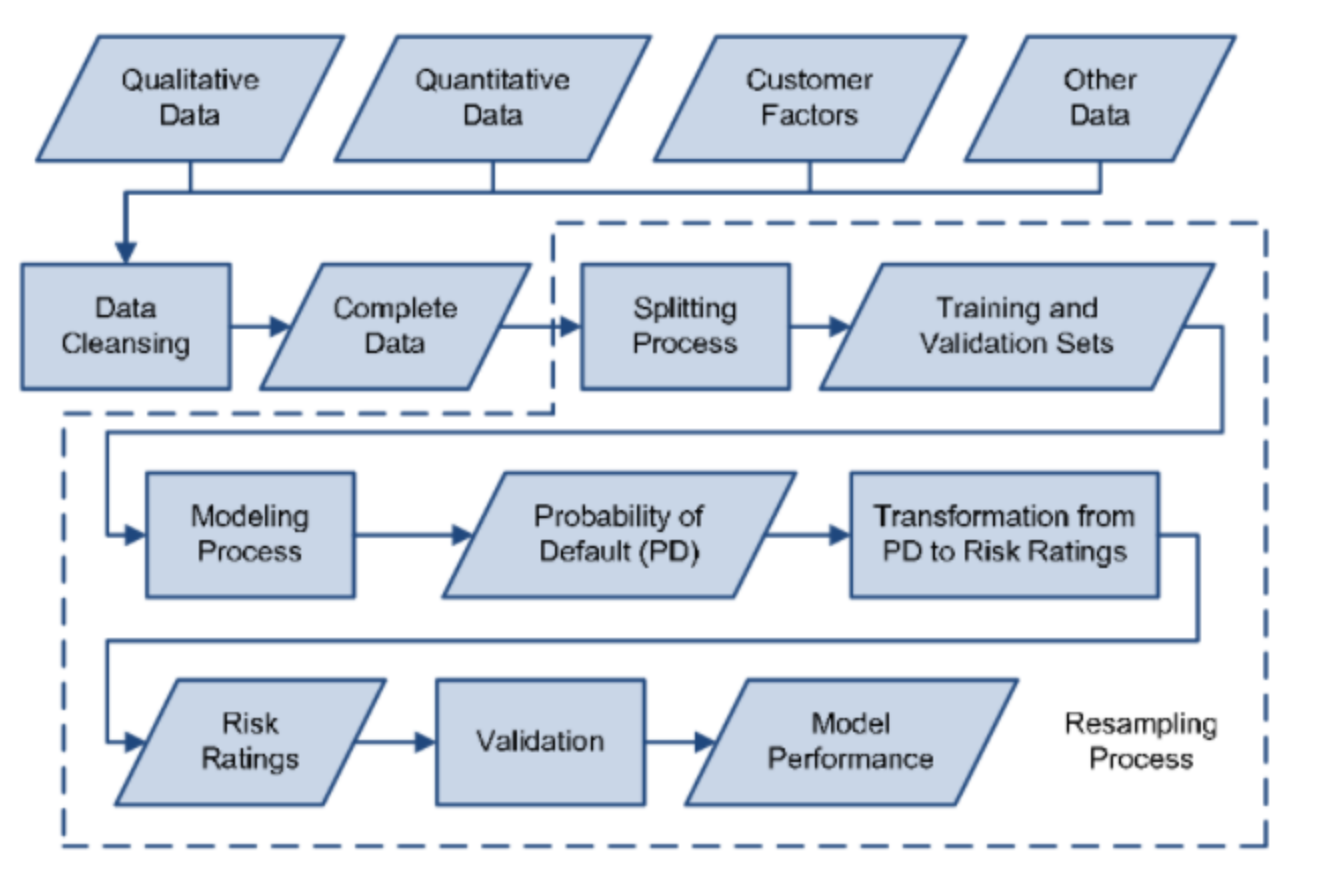 Qualitative
Data
Quantitative
Data
Customer
Factors
Other
Data
Data
Cleansing
Complete
Data
Splitting
Process
Training and
Validation Sets
Modeling
Process
Probability of
Default (PD)
Transformation from
PD to Risk Ratings
Risk
Ratings
Validation
Model
Performance
Resampling
Process